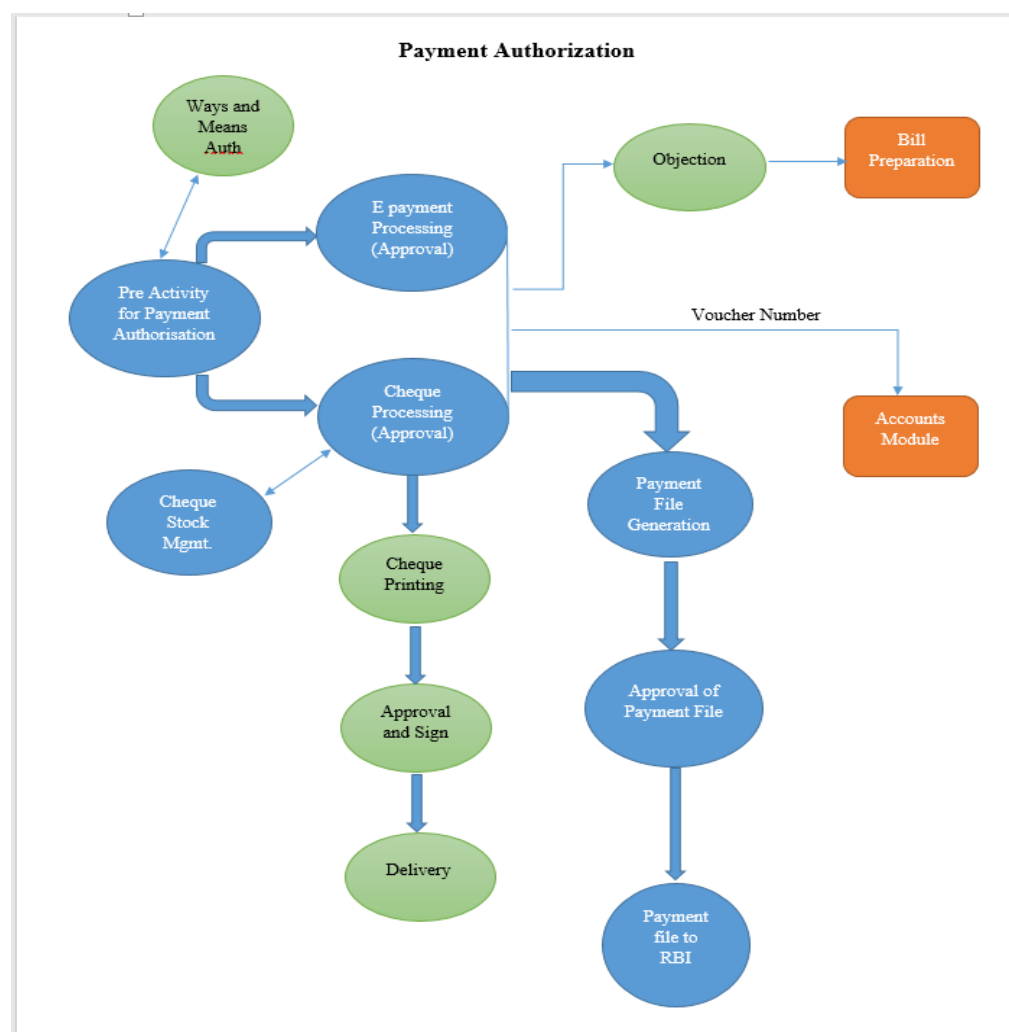 Payment Authorization
Ways and
Means
Auth
Objection
Bill
Preparation
E payment
Processing
(Approval)
Pre Activity
for Payment
Authorisation
Voucher Number
Cheque
Processing
(Approval)
Accounts
Module
Cheque
Stock
Mgmt.
Payment
File
Generation
Cheque
Printing
Approval
and Sign
Approval of
Payment File
Delivery
Payment
file to
RBI